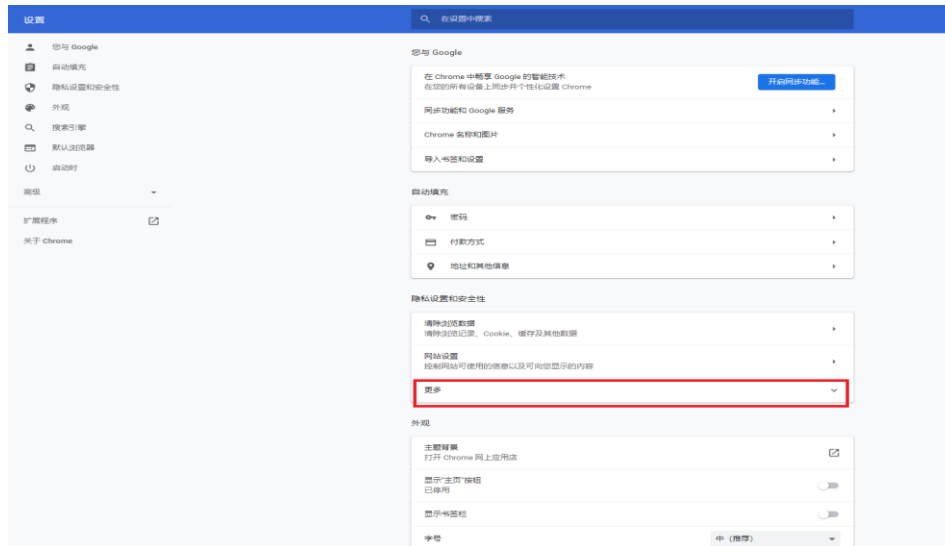 设置
在设置中搜索
您与 Google
自动填充
隐私设置和安全性
外观
搜索引擎
默认浏览器
启动时
高级
扩展程序
关于 Chrome
您与 Google
在 Chrome 中畅享 Google 的智能技术
在您的所有设备上同步并个性化设置 Chrome
开启同步功能...
同步功能和 Google 服务
Chrome 名称和图片
导入书签和设置
自动填充
密码
付款方式
地址和其他信息
隐私设置和安全性
清除浏览数据
清除浏览记录、Cookie、缓存及其他数据
网站设置
控制网站可使用的信息以及可向您显示的内容
更多
外观
主题背景
打开 Chrome 网上应用店
显示"主页"按钮
已停用
显示书签栏
字号
中（推荐）